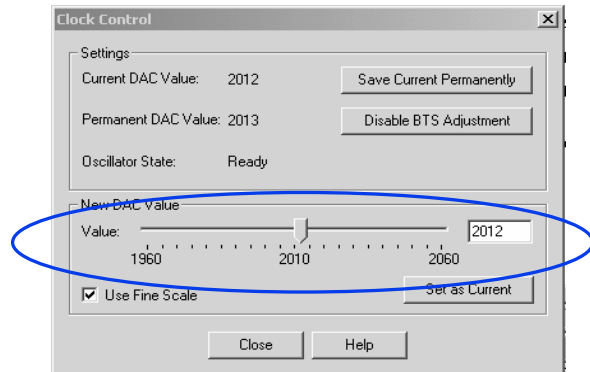 Clock Control
Settings
Current DAC Value: 2012 Save Current Permanently
Permanent DAC Value: 2013 Disable BTS Adjustment
Oscillator State: Ready
New DAC Value
Value: 2012
1960 2010 2060
Use Fine Scale Set as Current
Close Help